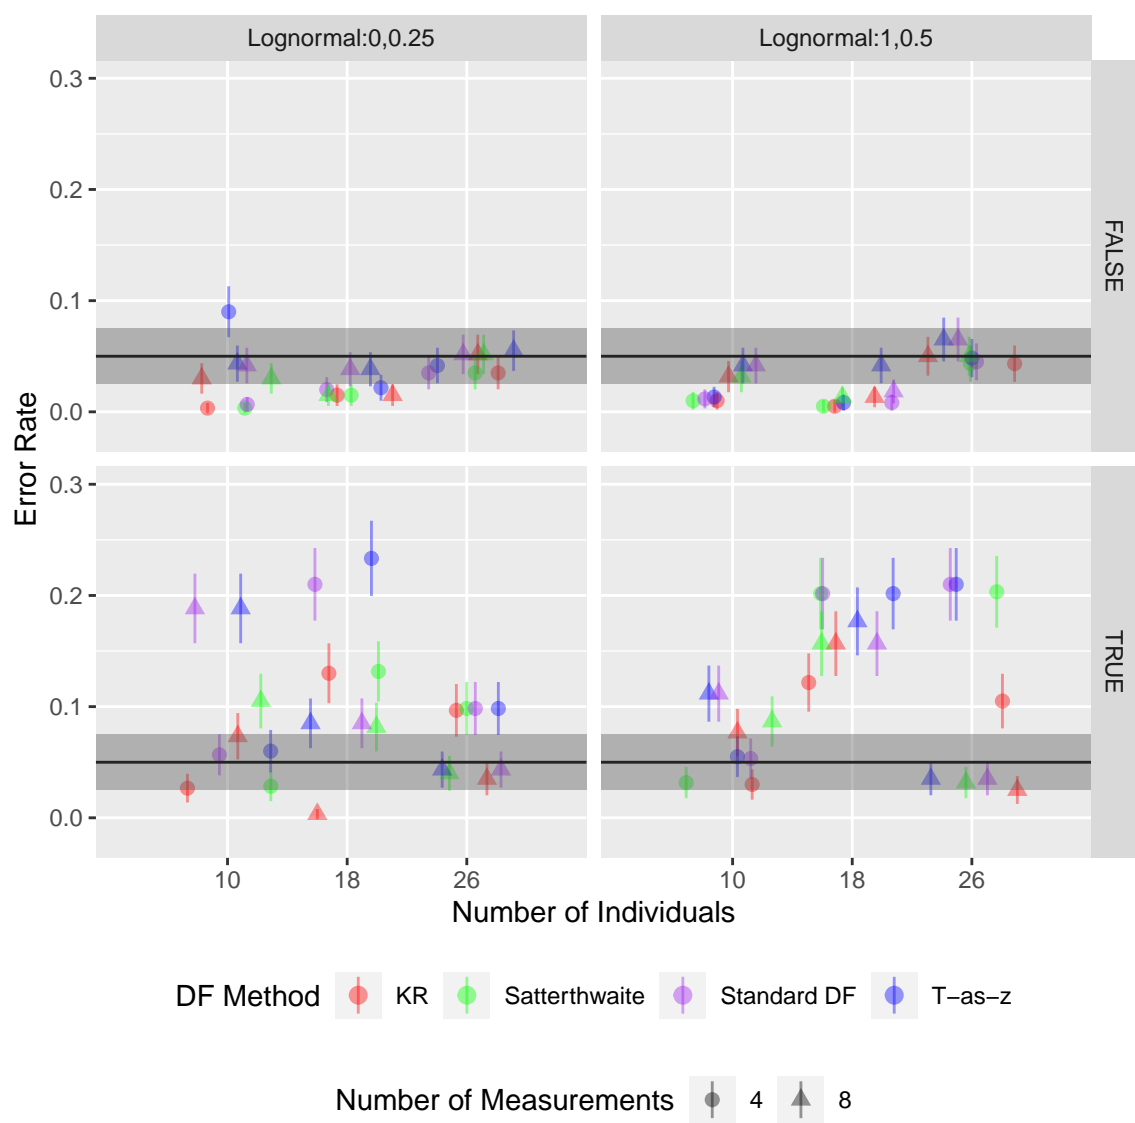 Lognormal:0,0.25 Lognormal:1,0.5
0.3
0.2
0.1
0.0
FALSE
Error Rate
0.3
0.2
0.1
0.0
TRUE
10 18 26 10 18 26
Number of Individuals
DF Method KR Satterthwaite Standard DF T−as−z
Number of Measurements 4 8